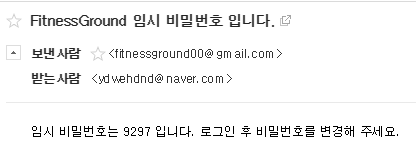 FitnessGround 임시 비밀번호 입니다.
보낸사람 <fitnessground00@gmail.com>
받는사람 <ydwehdnd@naver.com>
임시 비밀번호는 9297 입니다. 로그인 후 비밀번호를 변경해 주세요.